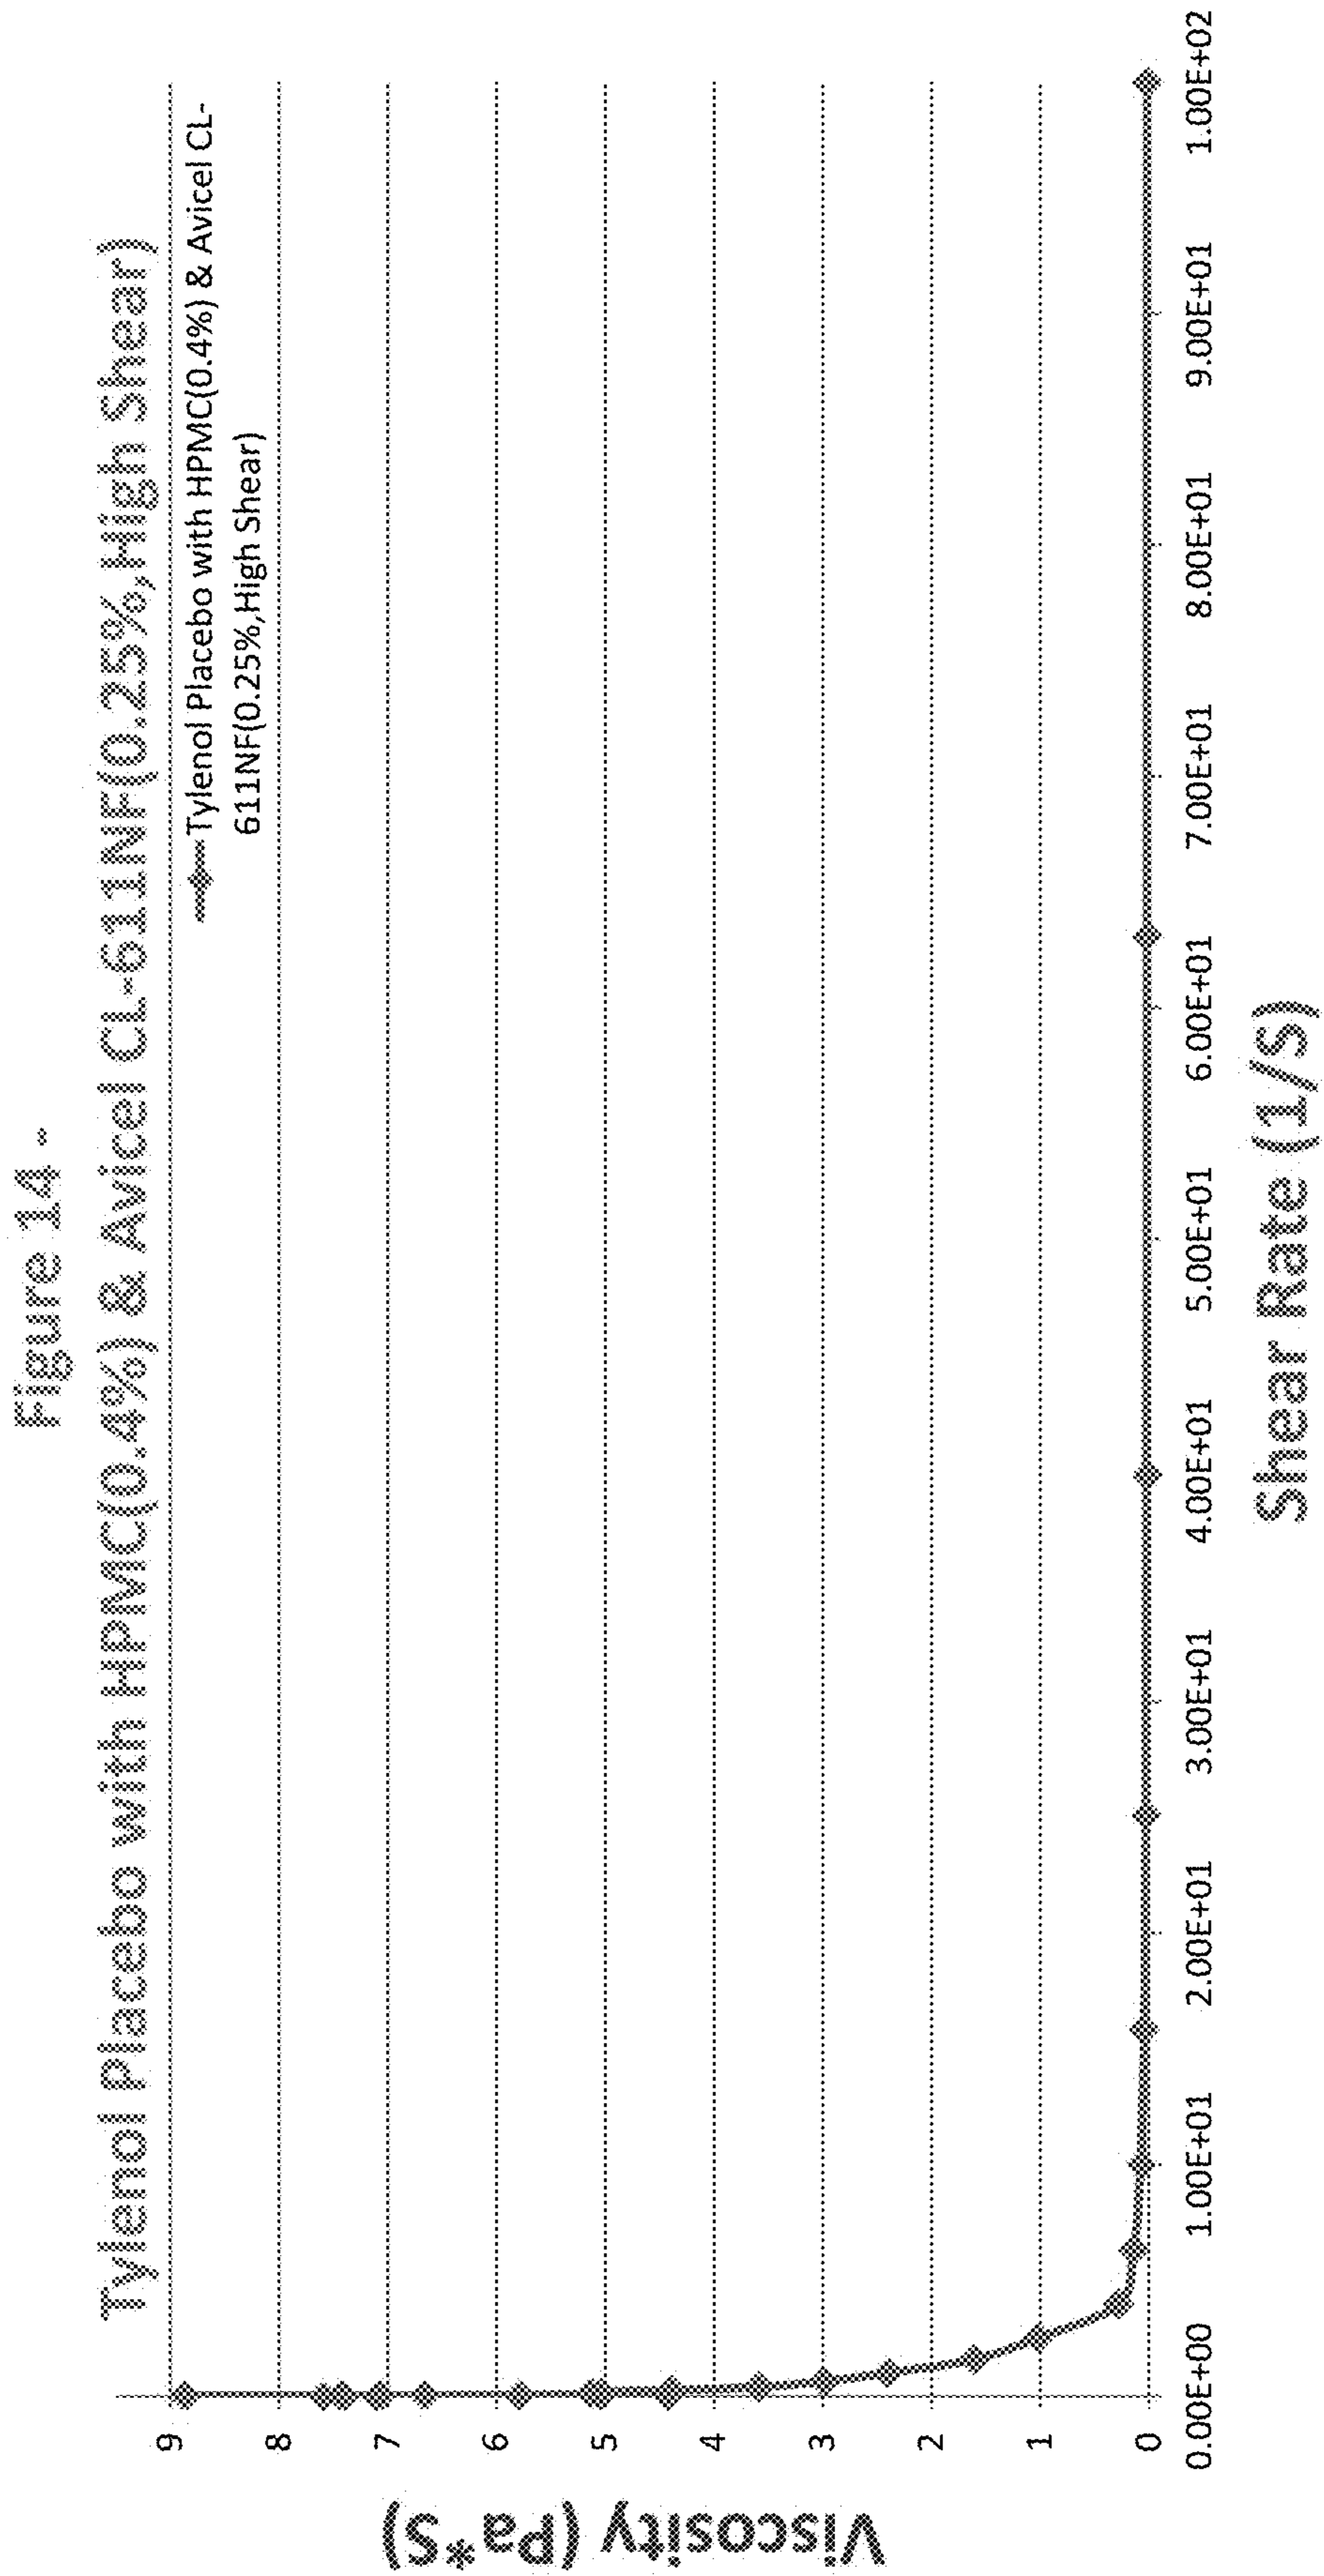 Figure 14 -
Tylenol Placebo with HPMC(0.4%) & Avicel CL-611NF(0.25%,High Shear)
Tylenol Placebo with HPMC(0.4%) & Avicel CL-
611NF(0.25%,High Shear)
Viscosity (Pa*S)
9
8
7
6
5
4
3
2
1
0
0.00E+00 1.00E+01 2.00E+01 3.00E+01 4.00E+01 5.00E+01 6.00E+01 7.00E+01 8.00E+01 9.00E+01 1.00E+02
Shear Rate (1/S)